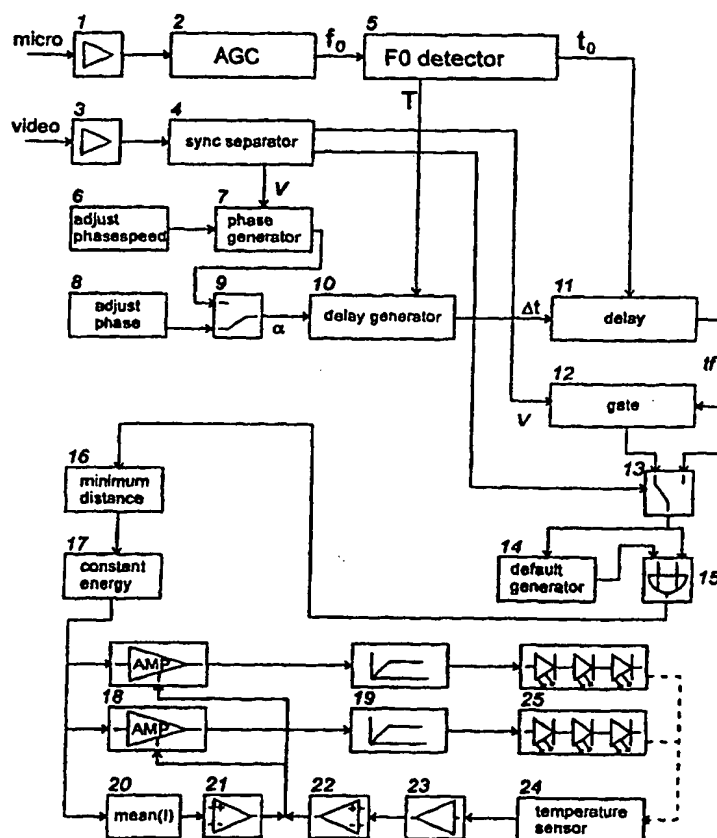 1
2
5
micro
AGC
f0
F0 detector
t0
T
3
4
video
sync separator
V
6
7
adjust
phasespeed
phase
generator
8
9
10
11
adjust
phase
α
delay generator
Δt
delay
tf
12
gate
V
13
16
minimum
distance
17
constant
energy
14
default
generator
15
AMP
18
19
25
AMP
20
21
22
23
24
mean(I)
temperature
sensor